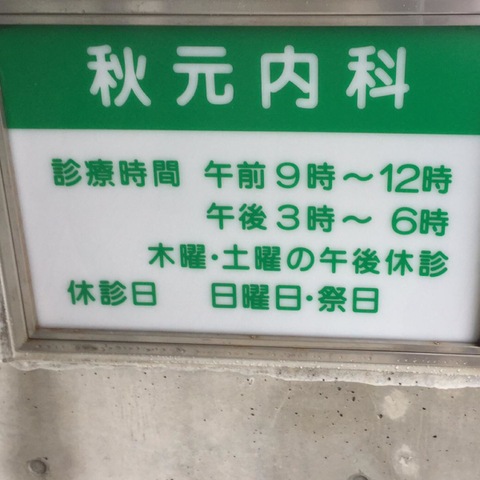 秋元内科
診療時間 午前9時〜12時
午後3時〜 6時
木曜・土曜の午後休診
休診日 日曜日・祭日